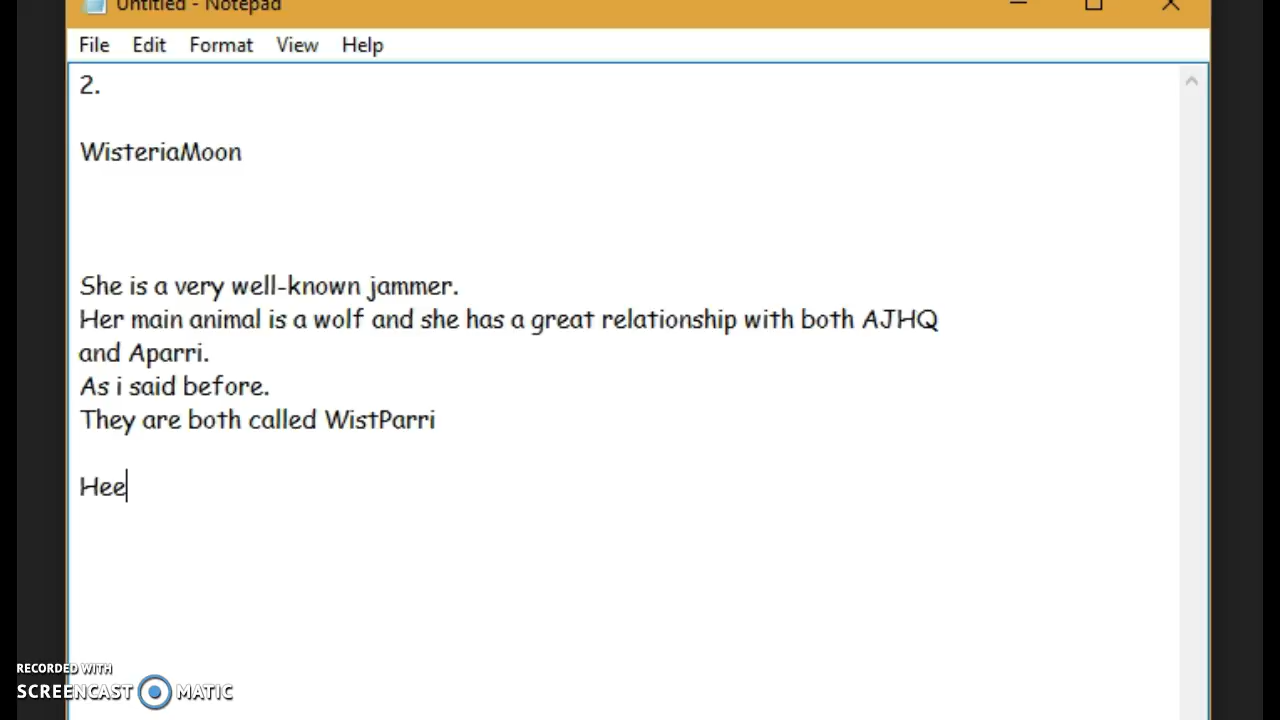 Untitled - Notepad
File Edit Format View Help
2.
WisteriaMoon
She is a very well-known jammer.
Her main animal is a wolf and she has a great relationship with both AJHQ
and Aparri.
As i said before.
They are both called WistParri
Hee
RECORDED WITH
SCREENCAST MATIC